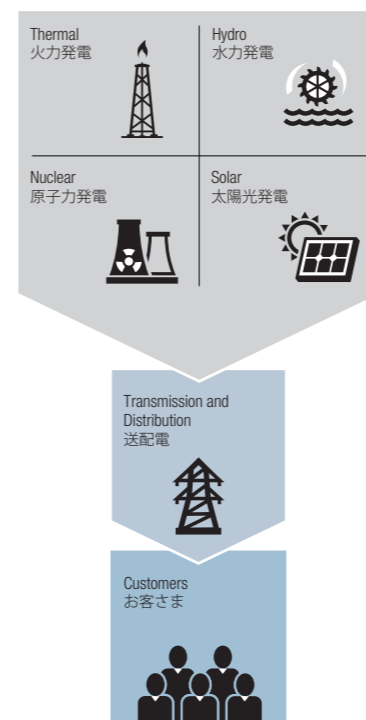 Thermal
火力発電
Hydro
水力発電
Nuclear
原子力発電
Solar
太陽光発電
Transmission and
Distribution
送配電
Customers
お客さま